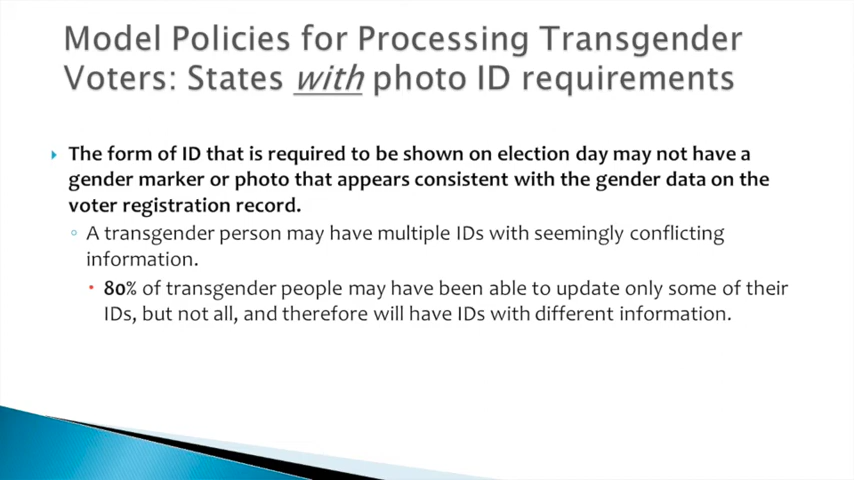 Model Policies for Processing Transgender
Voters: States with photo ID requirements
The form of ID that is required to be shown on election day may not have a
gender marker or photo that appears consistent with the gender data on the
voter registration record.
A transgender person may have multiple IDs with seemingly conflicting
information.
80% of transgender people may have been able to update only some of their
IDs, but not all, and therefore will have IDs with different information.